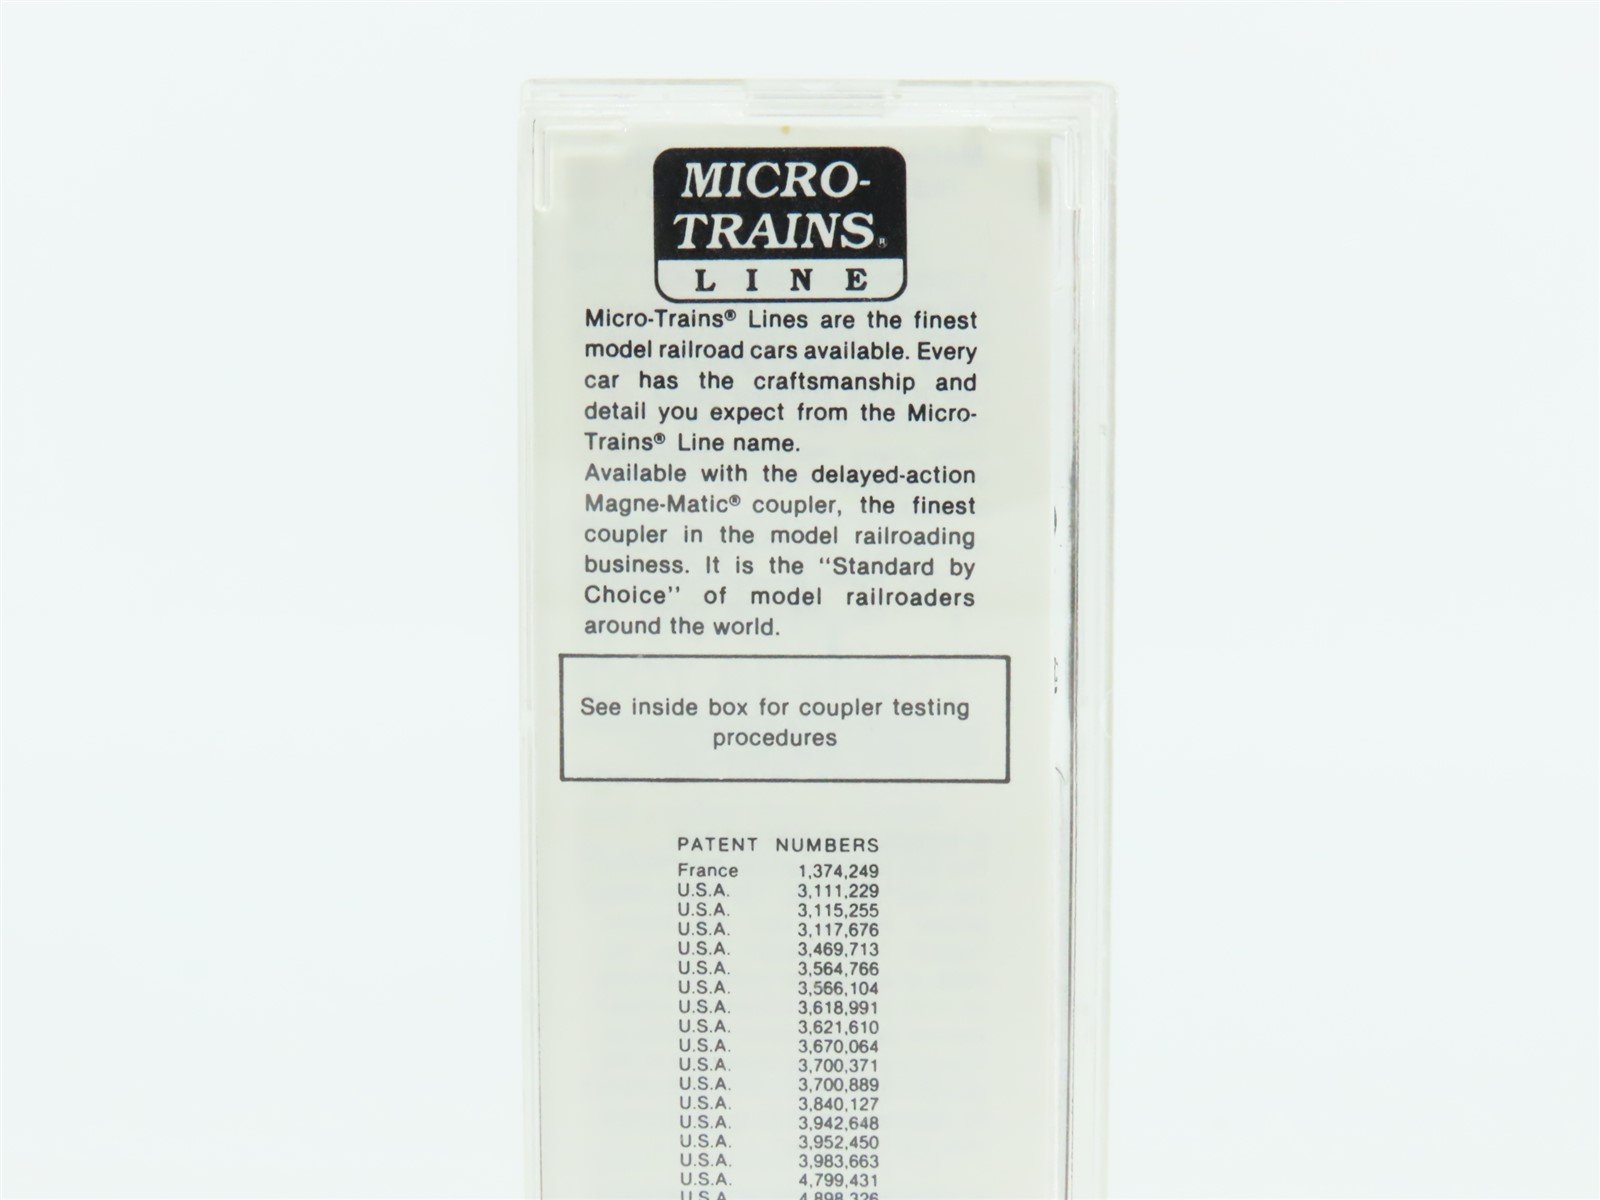 MICRO-
TRAINS®
LINE
Micro-Trains® Lines are the finest
model railroad cars available. Every
car has the craftsmanship and
detail you expect from the Micro-
Trains® Line name.
Available with the delayed-action
Magne-Matic® coupler, the finest
coupler in the model railroading
business. It is the "Standard by
Choice" of model railroaders
around the world.
See inside box for coupler testing
procedures
PATENT NUMBERS
France 1,374,249
U.S.A. 3,111,229
U.S.A. 3,115,255
U.S.A. 3,117,676
U.S.A. 3,469,713
U.S.A. 3,564,766
U.S.A. 3,566,104
U.S.A. 3,618,991
U.S.A. 3,621,610
U.S.A. 3,670,064
U.S.A. 3,700,371
U.S.A. 3,700,889
U.S.A. 3,840,127
U.S.A. 3,942,648
U.S.A. 3,952,450
U.S.A. 3,983,663
U.S.A. 4,799,431
U.S.A. 4,898,326